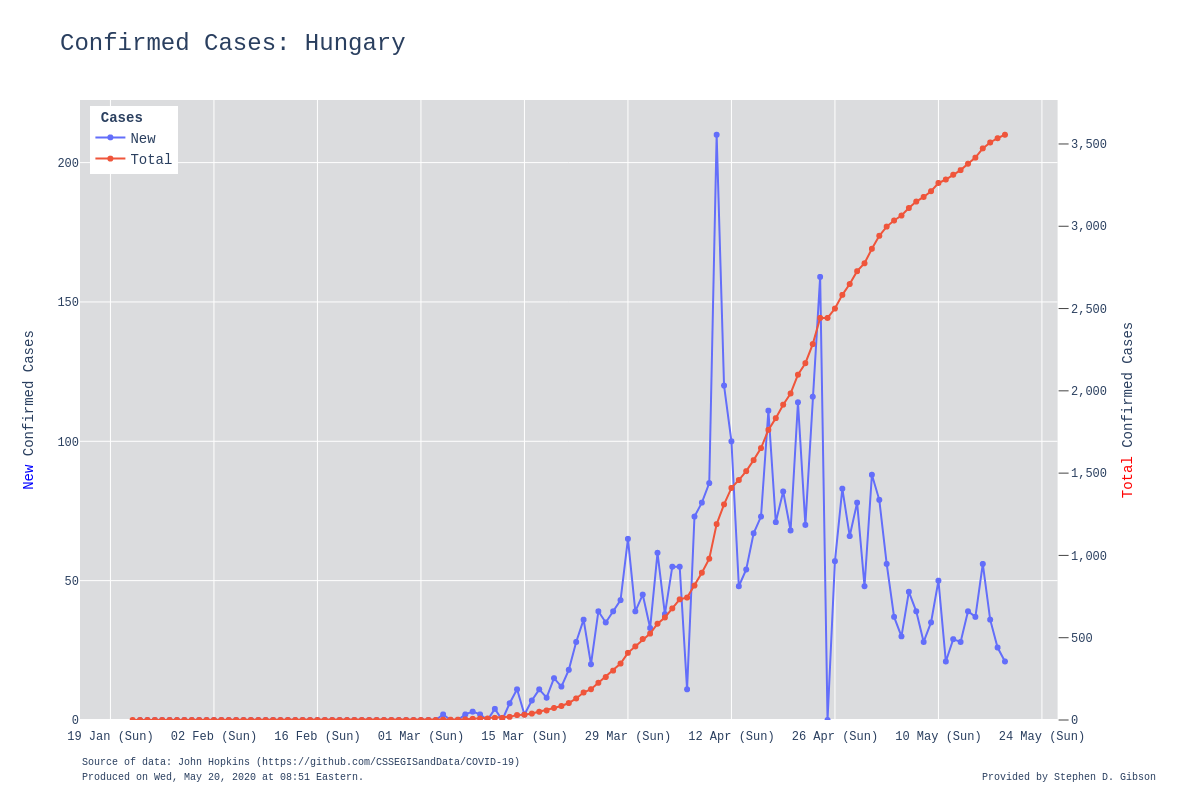 Confirmed Cases: Hungary
Cases
New
Total
200
150
100
50
0
3,500
3,000
2,500
2,000
1,500
1,000
500
0
New Confirmed Cases
Total Confirmed Cases
19 Jan (Sun) 02 Feb (Sun) 16 Feb (Sun) 01 Mar (Sun) 15 Mar (Sun) 29 Mar (Sun) 12 Apr (Sun) 26 Apr (Sun) 10 May (Sun) 24 May (Sun)
Source of data: John Hopkins (https://github.com/CSSEGISandData/COVID-19)
Produced on Wed, May 20, 2020 at 08:51 Eastern.
Provided by Stephen D. Gibson